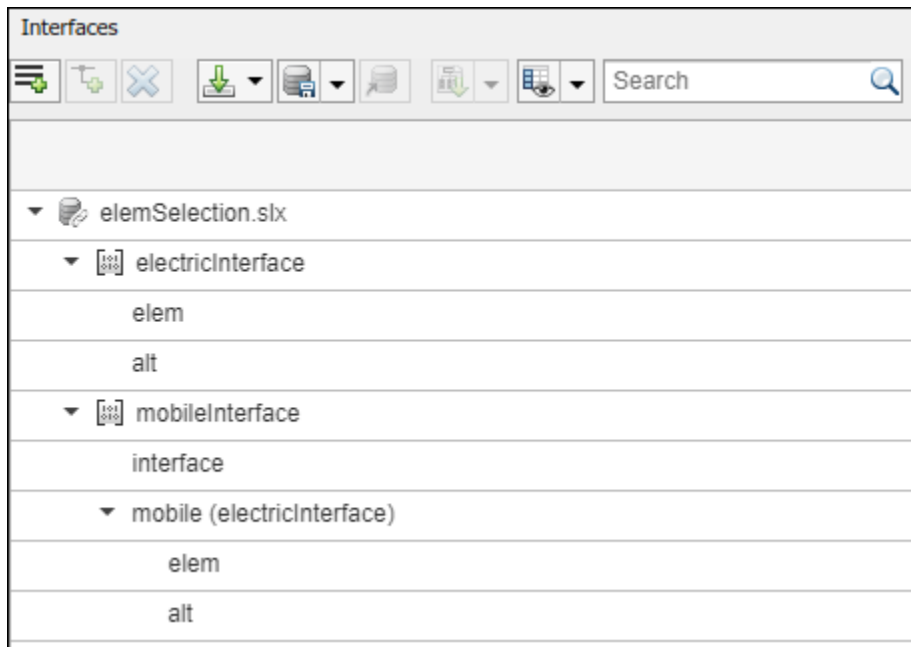 Interfaces
Search
elemSelection.slx
electricInterface
elem
alt
mobileInterface
interface
mobile (electricInterface)
elem
alt